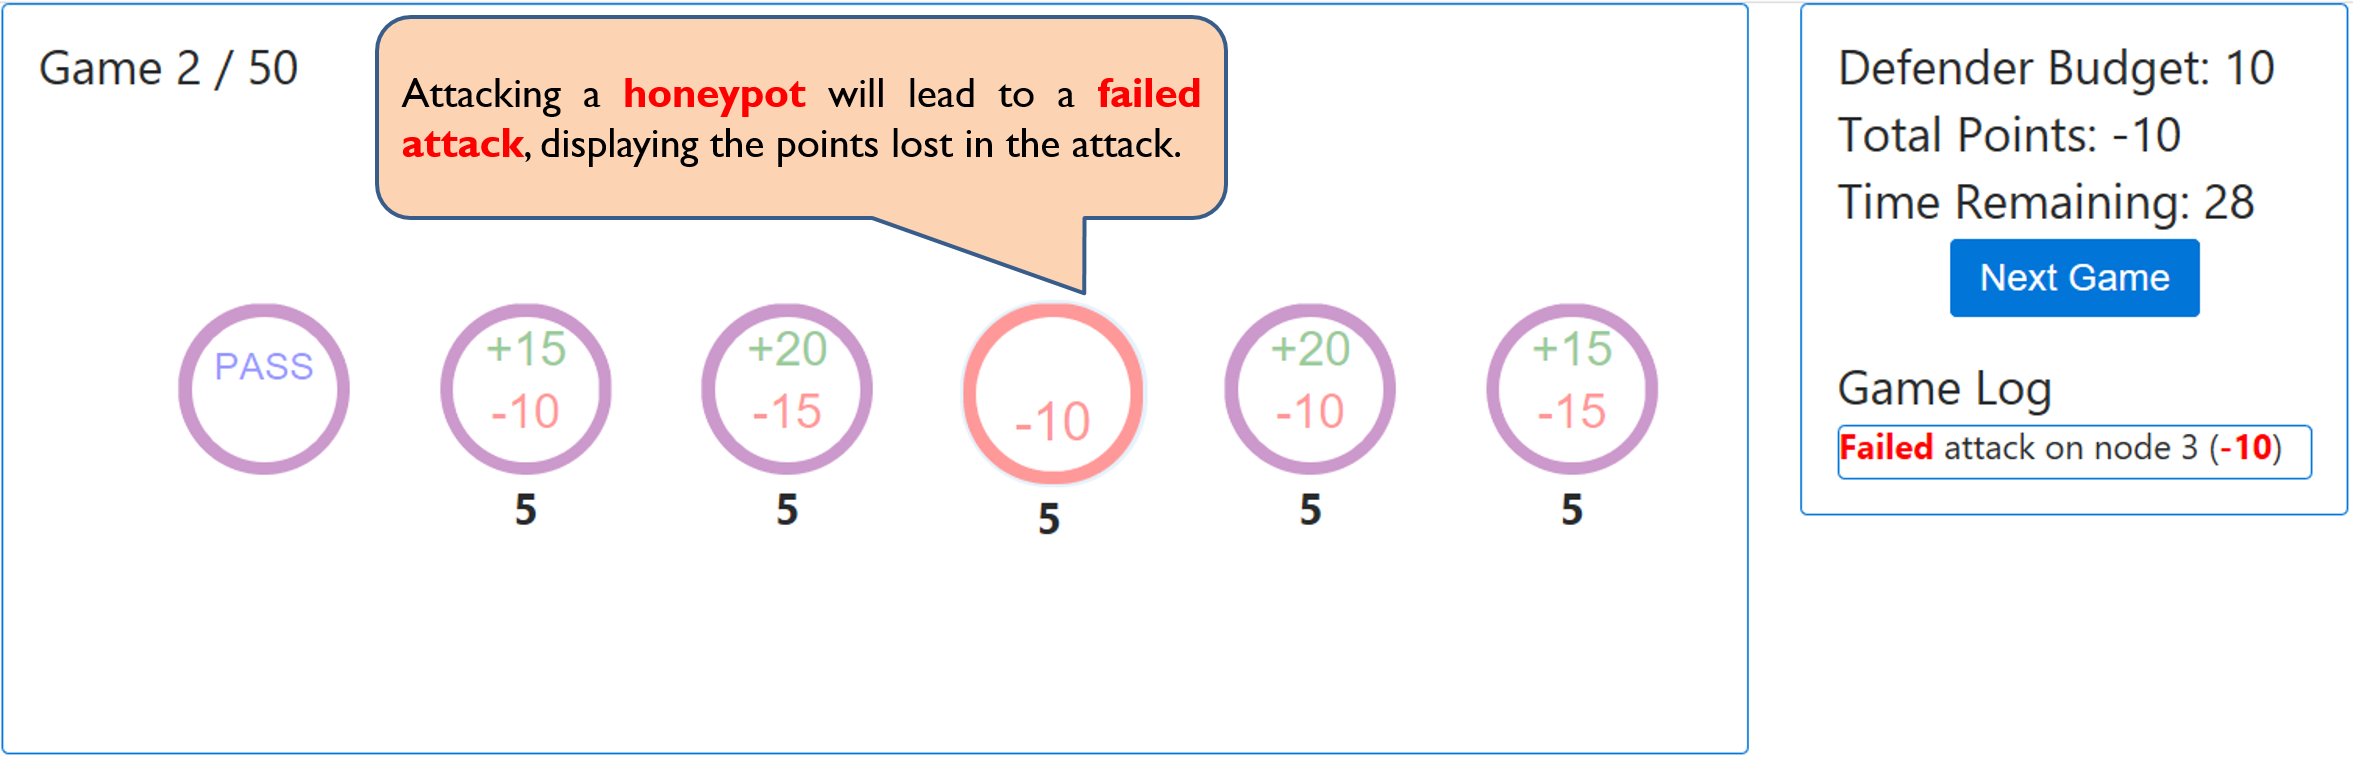 Game 2 / 50
Attacking a honeypot will lead to a failed
attack, displaying the points lost in the attack.
PASS
+15
-10
5
+20
-15
5
-10
5
+20
-10
5
+15
-15
5
Defender Budget: 10
Total Points: -10
Time Remaining: 28
Next Game
Game Log
Failed attack on node 3 (-10)